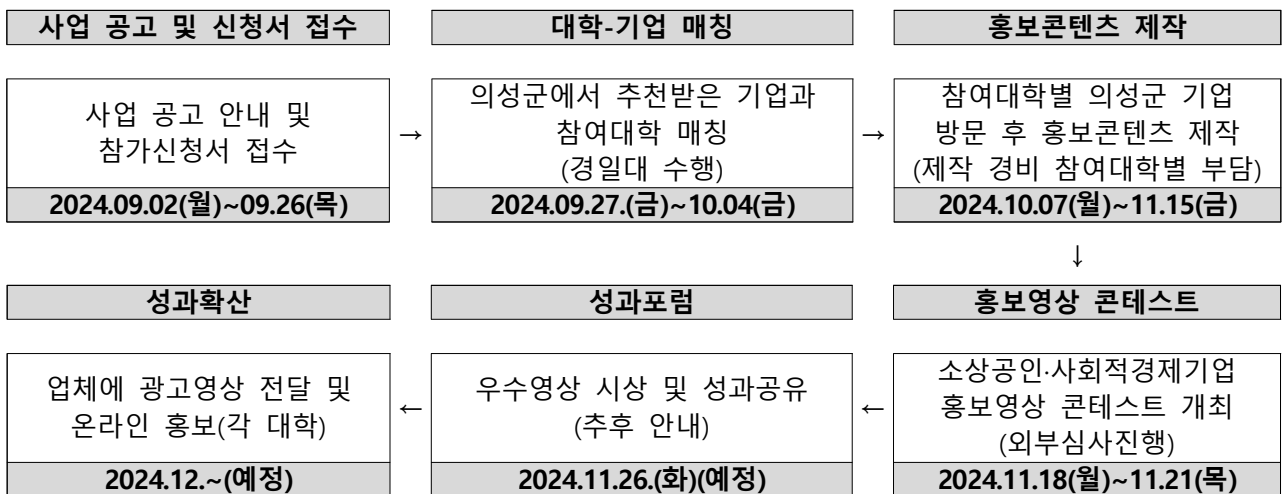 사업 공고 및 신청서 접수
사업 공고 안내 및
참가신청서 접수
2024.09.02(월)~09.26(목)
→
대학-기업 매칭
의성군에서 추천받은 기업과
참여대학 매칭
(경일대 수행)
2024.09.27.(금)~10.04(금)
→
홍보콘텐츠 제작
참여대학별 의성군 기업
방문 후 홍보콘텐츠 제작
(제작 경비 참여대학별 부담)
2024.10.07(월)~11.15(금)
↓
홍보영상 콘테스트
소상공인·사회적경제기업
홍보영상 콘테스트 개최
(외부심사진행)
2024.11.18(월)~11.21(목)
←
성과포럼
우수영상 시상 및 성과공유
(추후 안내)
2024.11.26.(화)(예정)
←
성과확산
업체에 광고영상 전달 및
온라인 홍보(각 대학)
2024.12.~(예정)